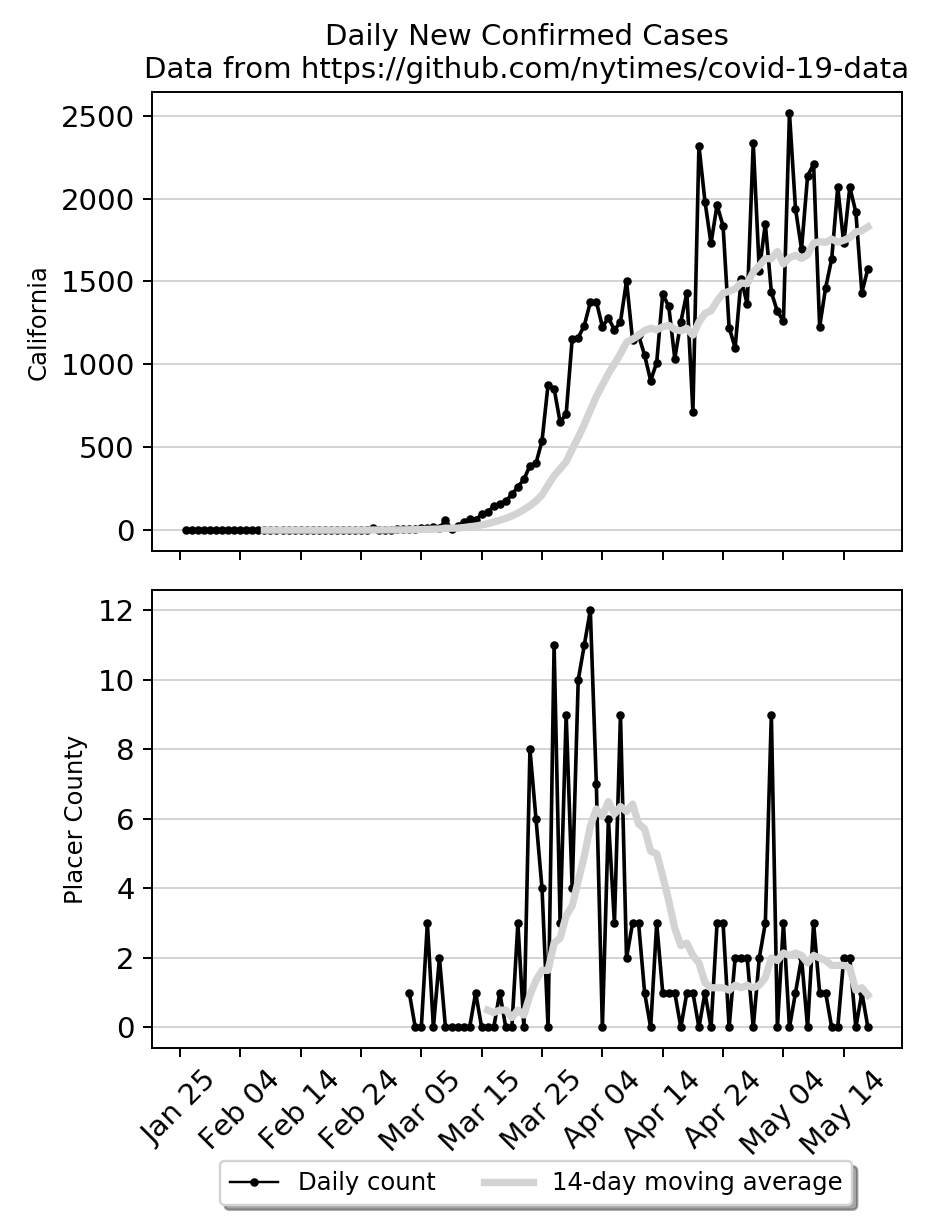 Daily New Confirmed Cases
Data from https://github.com/nytimes/covid-19-data
California
2500
2000
1500
1000
500
0
Placer County
12
10
8
6
4
2
0
Jan 25
Feb 04
Feb 14
Feb 24
Mar 05
Mar 15
Mar 25
Apr 04
Apr 14
Apr 24
May 04
May 14
Daily count
14-day moving average